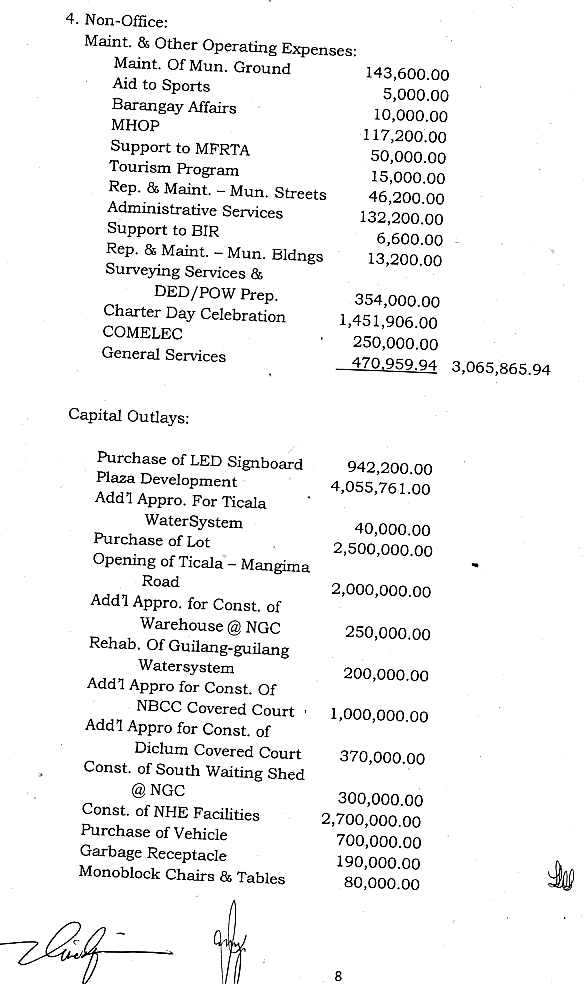 4. Non-Office:
Maint. & Other Operating Expenses:
Maint. Of Mun. Ground 143,600.00
Aid to Sports 5,000.00
Barangay Affairs 10,000.00
MHOP 117,200.00
Support to MFRTA 50,000.00
Tourism Program 15,000.00
Rep. & Maint. – Mun. Streets 46,200.00
Administrative Services 132,200.00
Support to BIR 6,600.00
Rep. & Maint. – Mun. Bldngs 13,200.00
Surveying Services &
DED/POW Prep. 354,000.00
Charter Day Celebration 1,451,906.00
COMELEC 250,000.00
General Services 470,959.94 3,065,865.94
Capital Outlays:
Purchase of LED Signboard 942,200.00
Plaza Development 4,055,761.00
Add'l Appro. For Ticala
WaterSystem 40,000.00
Purchase of Lot 2,500,000.00
Opening of Ticala – Mangima
Road 2,000,000.00
Add'l Appro. for Const. of
Warehouse @ NGC 250,000.00
Rehab. Of Guilang-guilang
Watersystem 200,000.00
Add'l Appro for Const. Of
NBCC Covered Court 1,000,000.00
Add'l Appro for Const. of
Diclum Covered Court 370,000.00
Const. of South Waiting Shed
@ NGC 300,000.00
Const. of NHE Facilities 2,700,000.00
Purchase of Vehicle 700,000.00
Garbage Receptacle 190,000.00
Monoblock Chairs & Tables 80,000.00
8